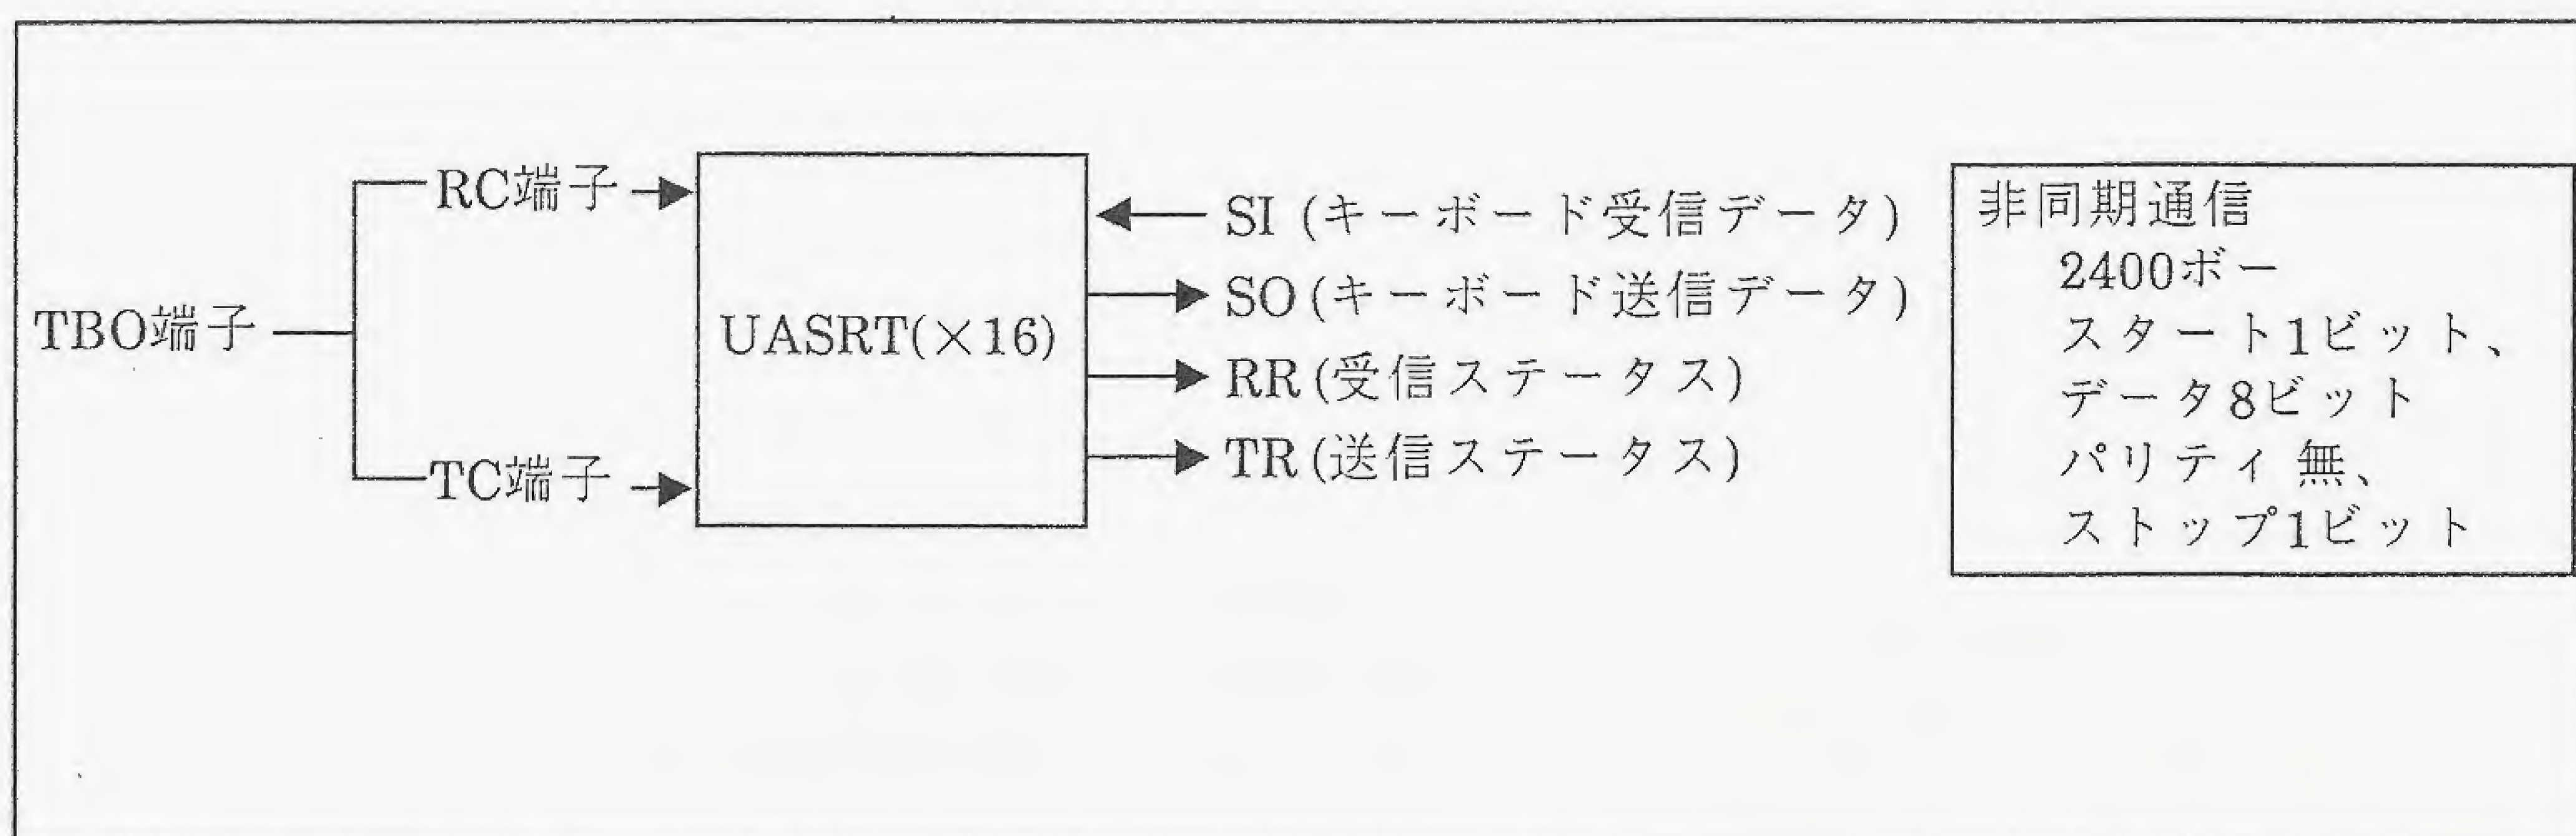 TBO端子
RC端子
TC端子
UASRT(×16)
SI (キーボード受信データ)
SO(キーボード送信データ)
RR(受信ステータス)
TR(送信ステータス)
非同期通信
2400ボー
スタート1ビット、
データ8ビット
パリティ無、
ストップ1ビット